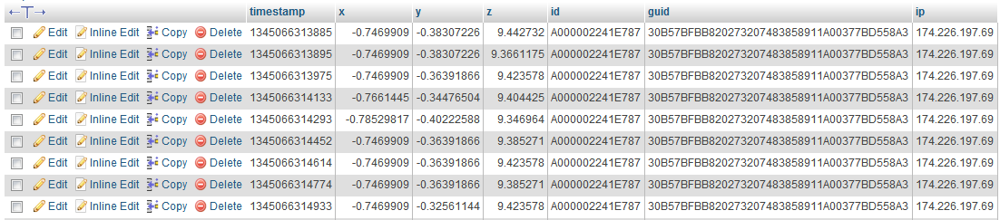 timestamp x y z id guid ip
Edit Inline Edit Copy Delete 1345066313885 -0.7469909 -0.38307226 9.442732 A000002241E787 30B57BFBB820273207483858911A00377BD558A3 174.226.197.69
Edit Inline Edit Copy Delete 1345066313895 -0.7469909 -0.38307226 9.3661175 A000002241E787 30B57BFBB820273207483858911A00377BD558A3 174.226.197.69
Edit Inline Edit Copy Delete 1345066313975 -0.7469909 -0.36391866 9.423578 A000002241E787 30B57BFBB820273207483858911A00377BD558A3 174.226.197.69
Edit Inline Edit Copy Delete 1345066314133 -0.7661445 -0.34476504 9.404425 A000002241E787 30B57BFBB820273207483858911A00377BD558A3 174.226.197.69
Edit Inline Edit Copy Delete 1345066314293 -0.78529817 -0.40222588 9.346964 A000002241E787 30B57BFBB820273207483858911A00377BD558A3 174.226.197.69
Edit Inline Edit Copy Delete 1345066314452 -0.7469909 -0.36391866 9.385271 A000002241E787 30B57BFBB820273207483858911A00377BD558A3 174.226.197.69
Edit Inline Edit Copy Delete 1345066314614 -0.7469909 -0.36391866 9.423578 A000002241E787 30B57BFBB820273207483858911A00377BD558A3 174.226.197.69
Edit Inline Edit Copy Delete 1345066314774 -0.7469909 -0.36391866 9.385271 A000002241E787 30B57BFBB820273207483858911A00377BD558A3 174.226.197.69
Edit Inline Edit Copy Delete 1345066314933 -0.7469909 -0.32561144 9.423578 A000002241E787 30B57BFBB820273207483858911A00377BD558A3 174.226.197.69